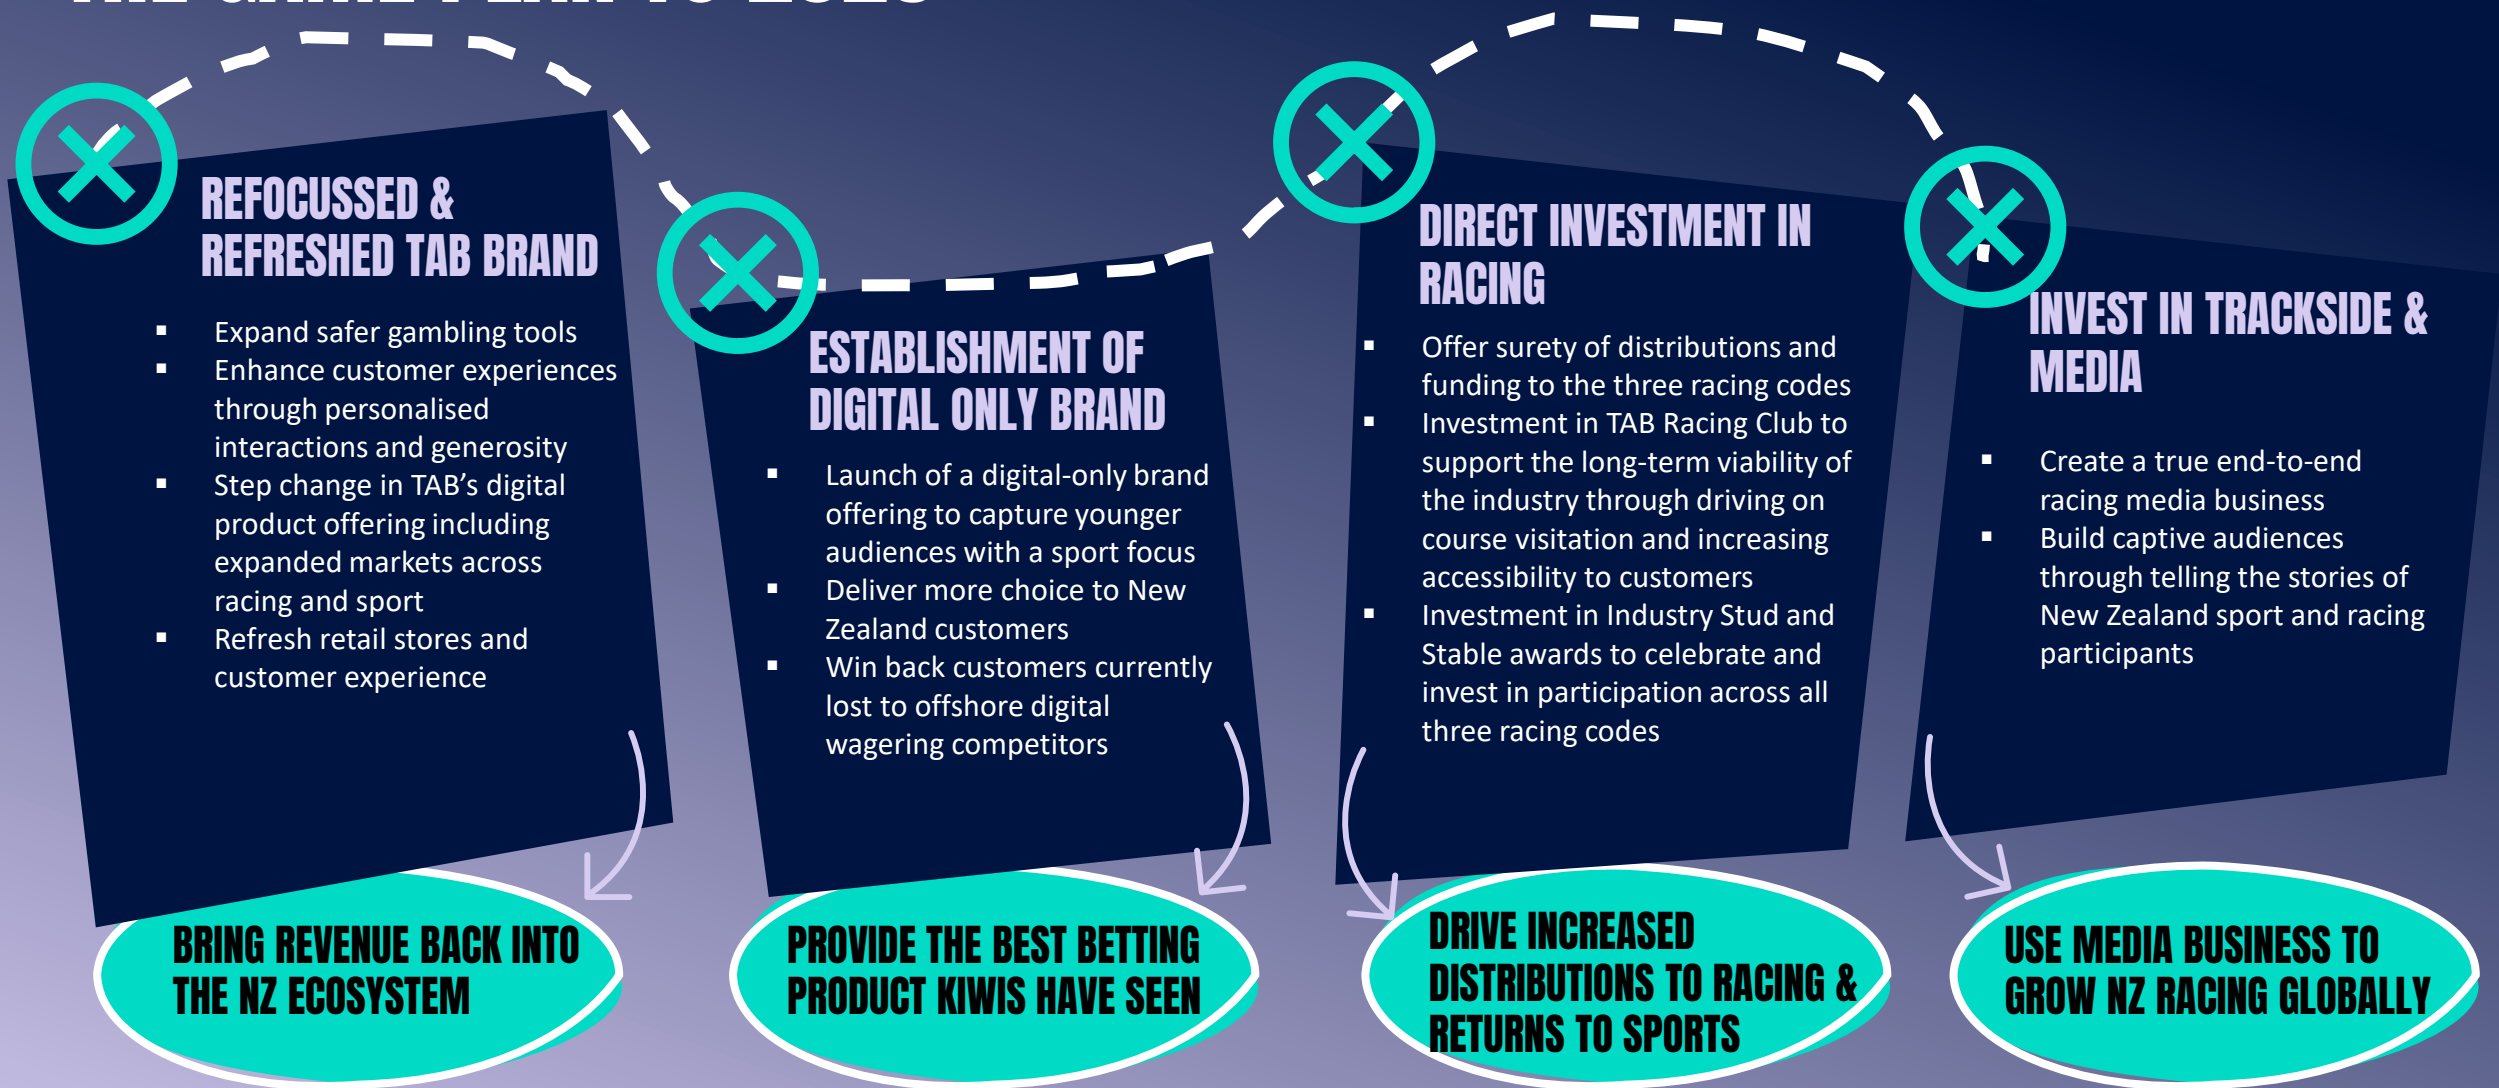 REFOCUSSED &
REFRESHED TAB BRAND
▪ Expand safer gambling tools
▪ Enhance customer experiences
through personalised
interactions and generosity
▪ Step change in TAB’s digital
product offering including
expanded markets across
racing and sport
▪ Refresh retail stores and
customer experience
BRING REVENUE BACK INTO
THE NZ ECOSYSTEM
ESTABLISHMENT OF
DIGITAL ONLY BRAND
▪ Launch of a digital-only brand
offering to capture younger
audiences with a sport focus
▪ Deliver more choice to New
Zealand customers
▪ Win back customers currently
lost to offshore digital
wagering competitors
PROVIDE THE BEST BETTING
PRODUCT KIWIS HAVE SEEN
DIRECT INVESTMENT IN
RACING
▪ Offer surety of distributions and
funding to the three racing codes
▪ Investment in TAB Racing Club to
support the long-term viability of
the industry through driving on
course visitation and increasing
accessibility to customers
▪ Investment in Industry Stud and
Stable awards to celebrate and
invest in participation across all
three racing codes
DRIVE INCREASED
DISTRIBUTIONS TO RACING &
RETURNS TO SPORTS
INVEST IN TRACKSIDE &
MEDIA
▪ Create a true end-to-end
racing media business
▪ Build captive audiences
through telling the stories of
New Zealand sport and racing
participants
USE MEDIA BUSINESS TO
GROW NZ RACING GLOBALLY